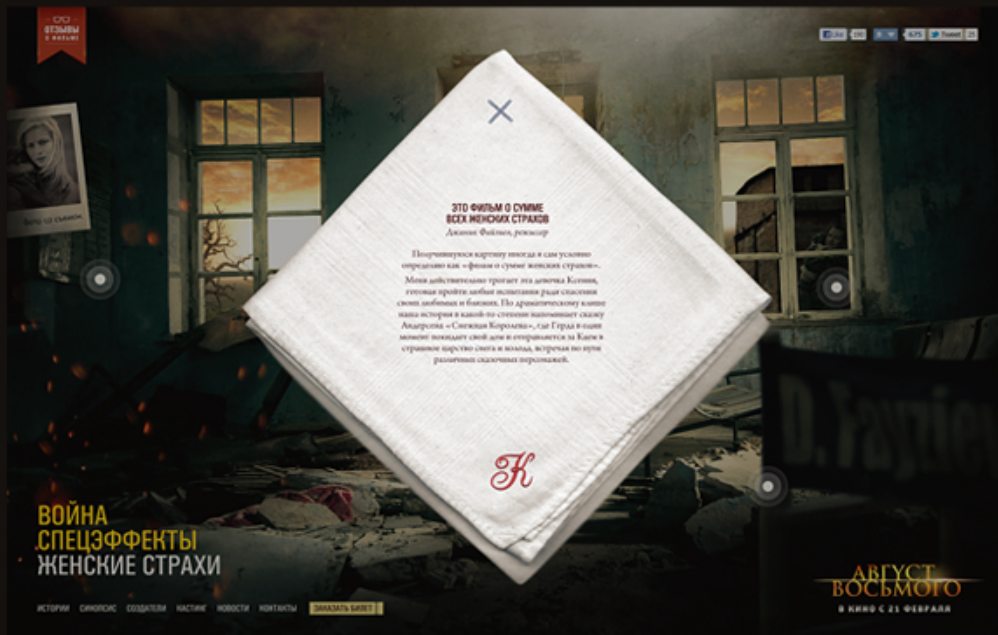 ОТЗЫВЫ
О ФИЛЬМЕ
Like
675
Tweet 25
ЭТО ФИЛЬМ О СУММЕ
ВСЕХ ЖЕНСКИХ СТРАХОВ
Джаник Файзиев, режиссер
Получившуюся картину иногда я сам условно
определяю как «фильм о сумме женских страхов».
Меня действительно трогает эта девочка Ксения,
готовая пройти любые испытания ради спасения
своих любимых и близких. По драматическому клише
наша история в какой-то степени напоминает сказку
Андерсена «Снежная Королева», где Герда в один
момент покидает свой дом и отправляется за Каем в
странное царство снега и холода, встречая по пути
различных сказочных персонажей.
К
D. Fayziev
ВОЙНА
СПЕЦЭФФЕКТЫ
ЖЕНСКИЕ СТРАХИ
ИСТОРИИ СИНОПСИС СОЗДАТЕЛИ КАСТИНГ НОВОСТИ КОНТАКТЫ ЗАКАЗАТЬ БИЛЕТ
АВГУСТ
ВОСЬМОГО
В КИНО С 21 ФЕВРАЛЯ